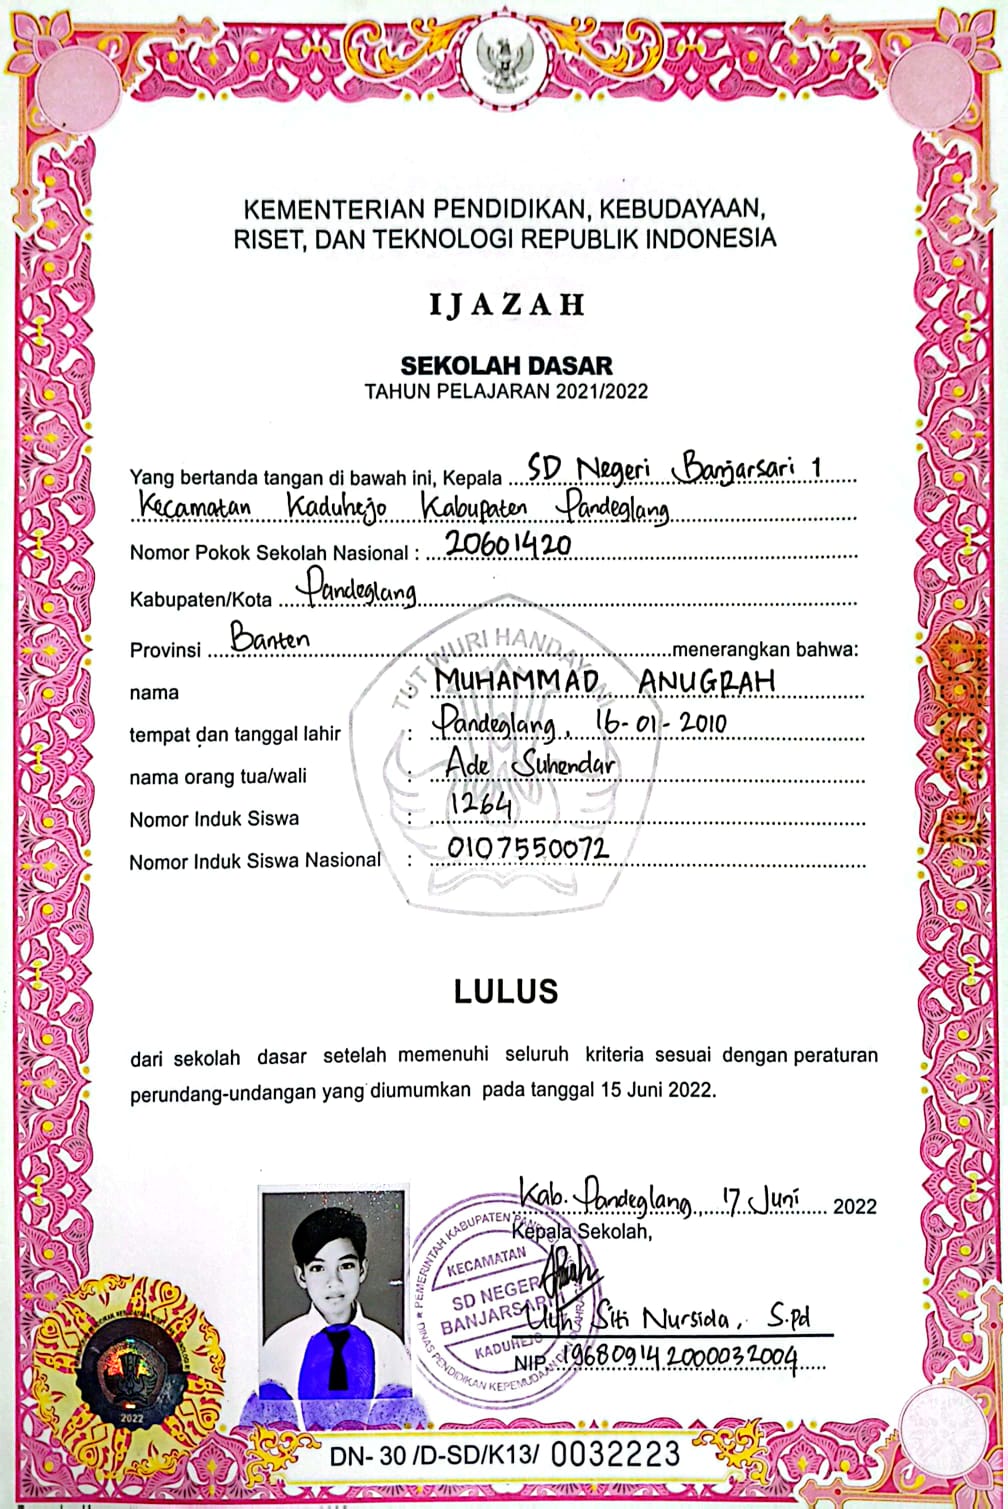 KEMENTERIAN PENDIDIKAN, KEBUDAYAAN,
RISET, DAN TEKNOLOGI REPUBLIK INDONESIA
IJAZAH
SEKOLAH DASAR
TAHUN PELAJARAN 2021/2022
Yang bertanda tangan di bawah ini, Kepala SD Negeri Banjarsari 1
Kecamatan Kaduhejo Kabupaten Pandeglang
Nomor Pokok Sekolah Nasional : 20601420
Kabupaten/Kota Pandeglang
Provinsi Banten menerangkan bahwa:
TUT WURI HANDAYANI
nama : MUHAMMAD ANUGRAH
tempat dan tanggal lahir : Pandeglang, 16-01-2010
nama orang tua/wali : Ade Suhendar
Nomor Induk Siswa : 1264
Nomor Induk Siswa Nasional : 0107550072
LULUS
dari sekolah dasar setelah memenuhi seluruh kriteria sesuai dengan peraturan
perundang-undangan yang diumumkan pada tanggal 15 Juni 2022.
Kab. Pandeglang, 17 Juni 2022
Kepala Sekolah,
PEMERINTAH KABUPATEN
KECAMATAN
SD NEGERI
BANJARSARI 1
KADUHEJO
DINAS PENDIDIKAN KEPEMUDAAN
Siti Nursida, S.Pd
NIP. 196809142000032004
2022
DN- 30 /D-SD/K13/ 0032223